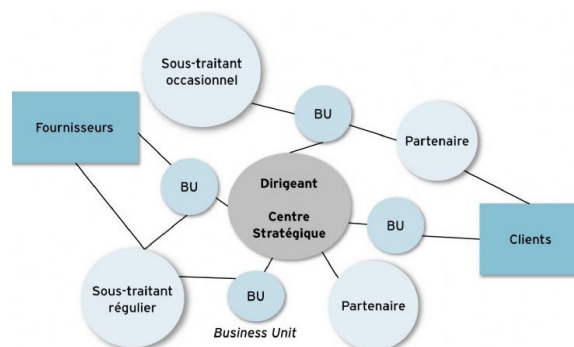 Sous-traitant
occasionnel
BU
Fournisseurs
Partenaire
BU
Dirigeant
Centre
Stratégique
BU
Clients
Sous-traitant
régulier
BU
Partenaire
Business Unit